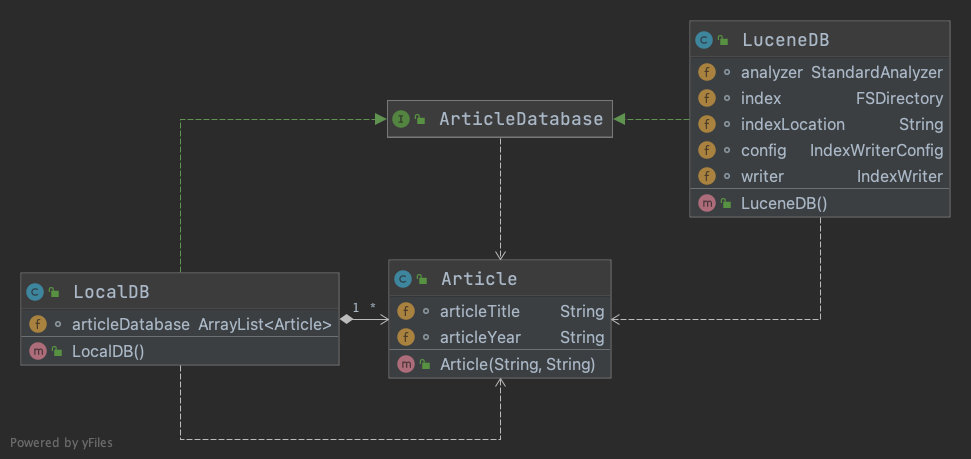 C LuceneDB
f analyzer StandardAnalyzer
f index FSDirectory
f indexLocation String
f config IndexWriterConfig
f writer IndexWriter
m LuceneDB()
I ArticleDatabase
C Article
f articleTitle String
f articleYear String
m Article(String, String)
C LocalDB
f articleDatabase ArrayList<Article>
m LocalDB()
1 *
Powered by yFiles